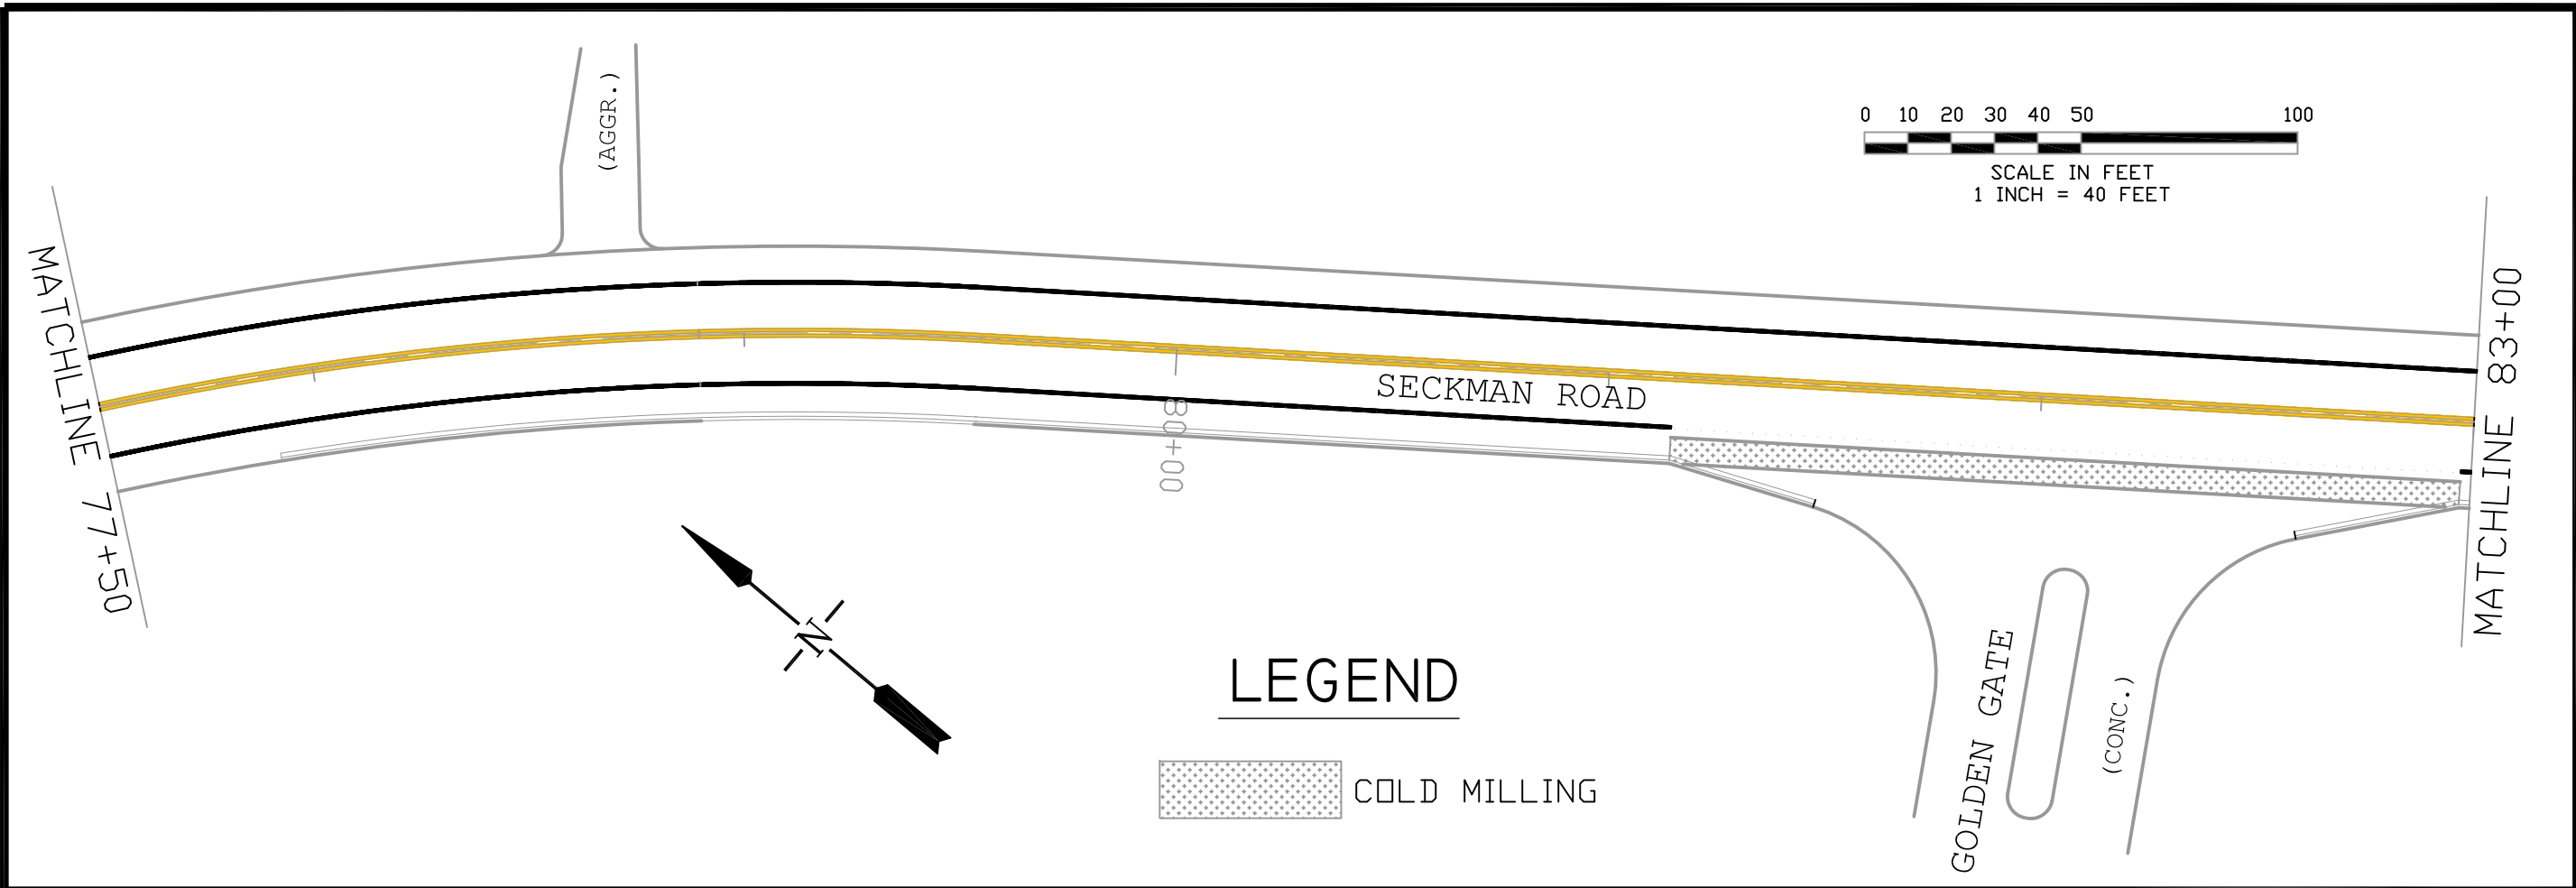 (AGGR.)
0 10 20 30 40 50 100
SCALE IN FEET
1 INCH = 40 FEET
MATCHLINE 77+50
SECKMAN ROAD
80+00
MATCHLINE 83+00
N
LEGEND
COLD MILLING
GOLDEN GATE
(CONC.)